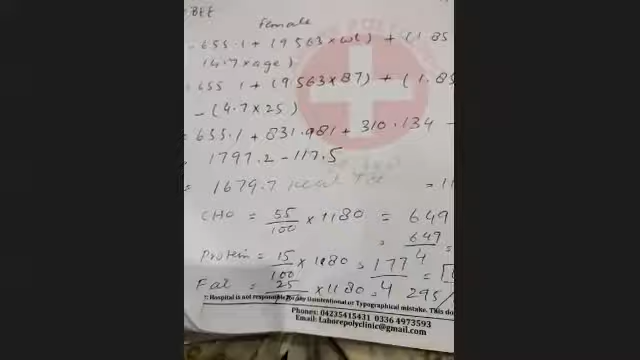 BEE
Female
655.1 + (9.563 x wt) + (1.85
(4.7 x age)
655.1 + (9.563 x 87) + (1.85
- (4.7 x 25)
= 655.1 + 831.981 + 310.134 -
1797.2 - 117.5
= 1679.7 kcal
CHO = 55/100 x 1180 = 649
= 649/4 =
Protein = 15/100 x 1180 = 177/4 =
Fat = 25 x 1180 = 295/
*: Hospital is not responsible for any Unintentional or Typographical mistake. This do
Phones: 04235415431 0336 4973593
Email: Lahorepolyclinic@gmail.com